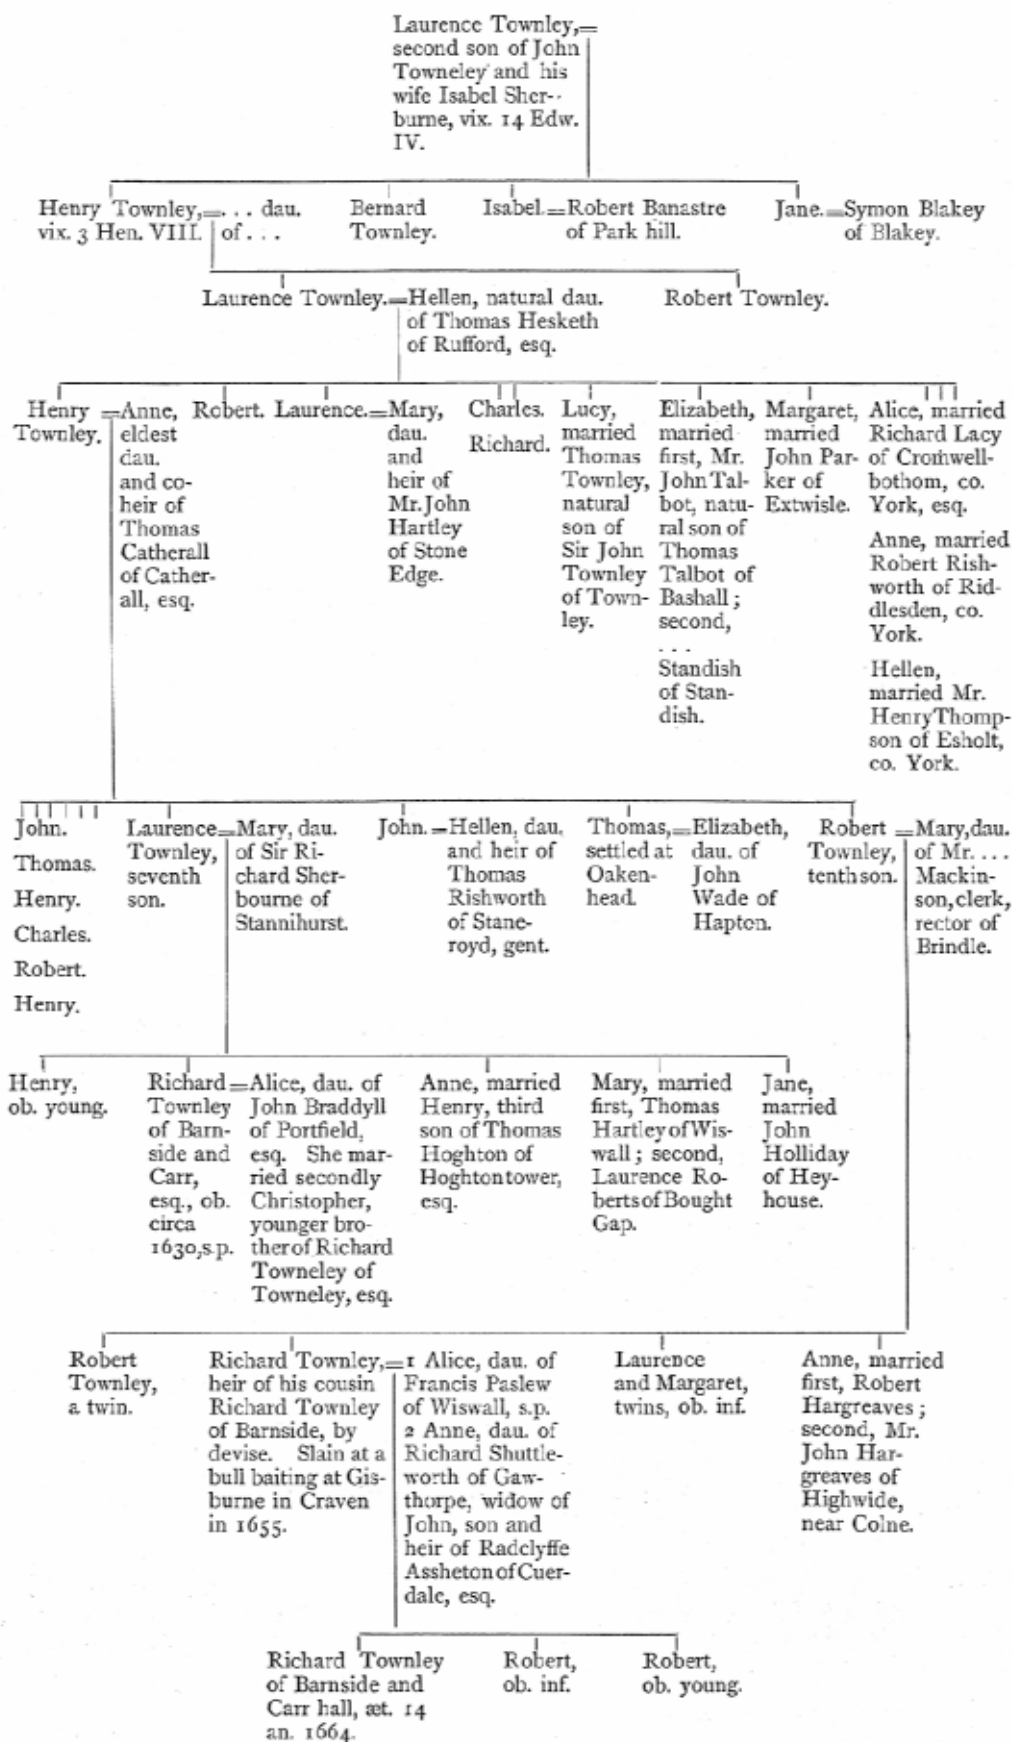 Laurence Townley,=
second son of John
Towneley and his
wife Isabel Sher-
burne, vix. 14 Edw.
IV.
Henry Townley,=... dau.
vix. 3 Hen. VIII. of ...
Bernard
Townley.
Isabel.=Robert Banastre
of Park hill.
Jane.=Symon Blakey
of Blakey.
Laurence Townley.=Hellen, natural dau.
of Thomas Hesketh
of Rufford, esq.
Robert Townley.
Henry =Anne,
Townley. eldest
dau.
and co-
heir of
Thomas
Catherall
of Cather-
all, esq.
Robert.
Laurence.=Mary,
dau.
and
heir of
Mr. John
Hartley
of Stone
Edge.
Charles.
Richard.
Lucy,
married
Thomas
Townley,
natural
son of
Sir John
Townley
of Town-
ley.
Elizabeth,
married
first, Mr.
John Tal-
bot, natu-
ral son of
Thomas
Talbot of
Bashall;
second,
...
Standish
of Stan-
dish.
Margaret,
married
John Par-
ker of
Extwisle.
Alice, married
Richard Lacy
of Cromwell-
bothom, co.
York, esq.
Anne, married
Robert Rish-
worth of Rid-
dlesden, co.
York.
Hellen,
married Mr.
Henry Thomp-
son of Esholt,
co. York.
John.
Thomas.
Henry.
Charles.
Robert.
Henry.
Laurence=Mary, dau.
Townley, of Sir Ri-
seventh chard Sher-
son. bourne of
Stannihurst.
John.=Hellen, dau.
and heir of
Thomas
Rishworth
of Stane-
royd, gent.
Thomas,=Elizabeth,
settled at dau. of
Oaken- John
head. Wade of
Hapton.
Robert =Mary, dau.
Townley, of Mr. ...
tenth son. Mackin-
son, clerk,
rector of
Brindle.
Henry,
ob. young.
Richard=Alice, dau. of
Townley John Braddyll
of Barn- of Portfield,
side and esq. She mar-
Carr, ried secondly
esq., ob. Christopher,
circa younger bro-
1630, s.p. ther of Richard
Towneley of
Towneley, esq.
Anne, married
Henry, third
son of Thomas
Hoghton of
Hoghton tower,
esq.
Mary, married
first, Thomas
Hartley of Wis-
wall; second,
Laurence Ro-
berts of Bought
Gap.
Jane,
married
John
Holliday
of Hey-
house.
Robert
Townley,
a twin.
Richard Townley,=1 Alice, dau. of
heir of his cousin Francis Paslew
Richard Townley of Wiswall, s.p.
of Barnside, by 2 Anne, dau. of
devise. Slain at a Richard Shuttle-
bull baiting at Gis- worth of Gaw-
burne in Craven thorpe, widow of
in 1655. John, son and
heir of Radclyffe
Assheton of Cuer-
dale, esq.
Laurence
and Margaret,
twins, ob. inf.
Anne, married
first, Robert
Hargreaves;
second, Mr.
John Har-
greaves of
Highwide,
near Colne.
Richard Townley
of Barnside and
Carr hall, æt. 14
an. 1664.
Robert,
ob. inf.
Robert,
ob. young.